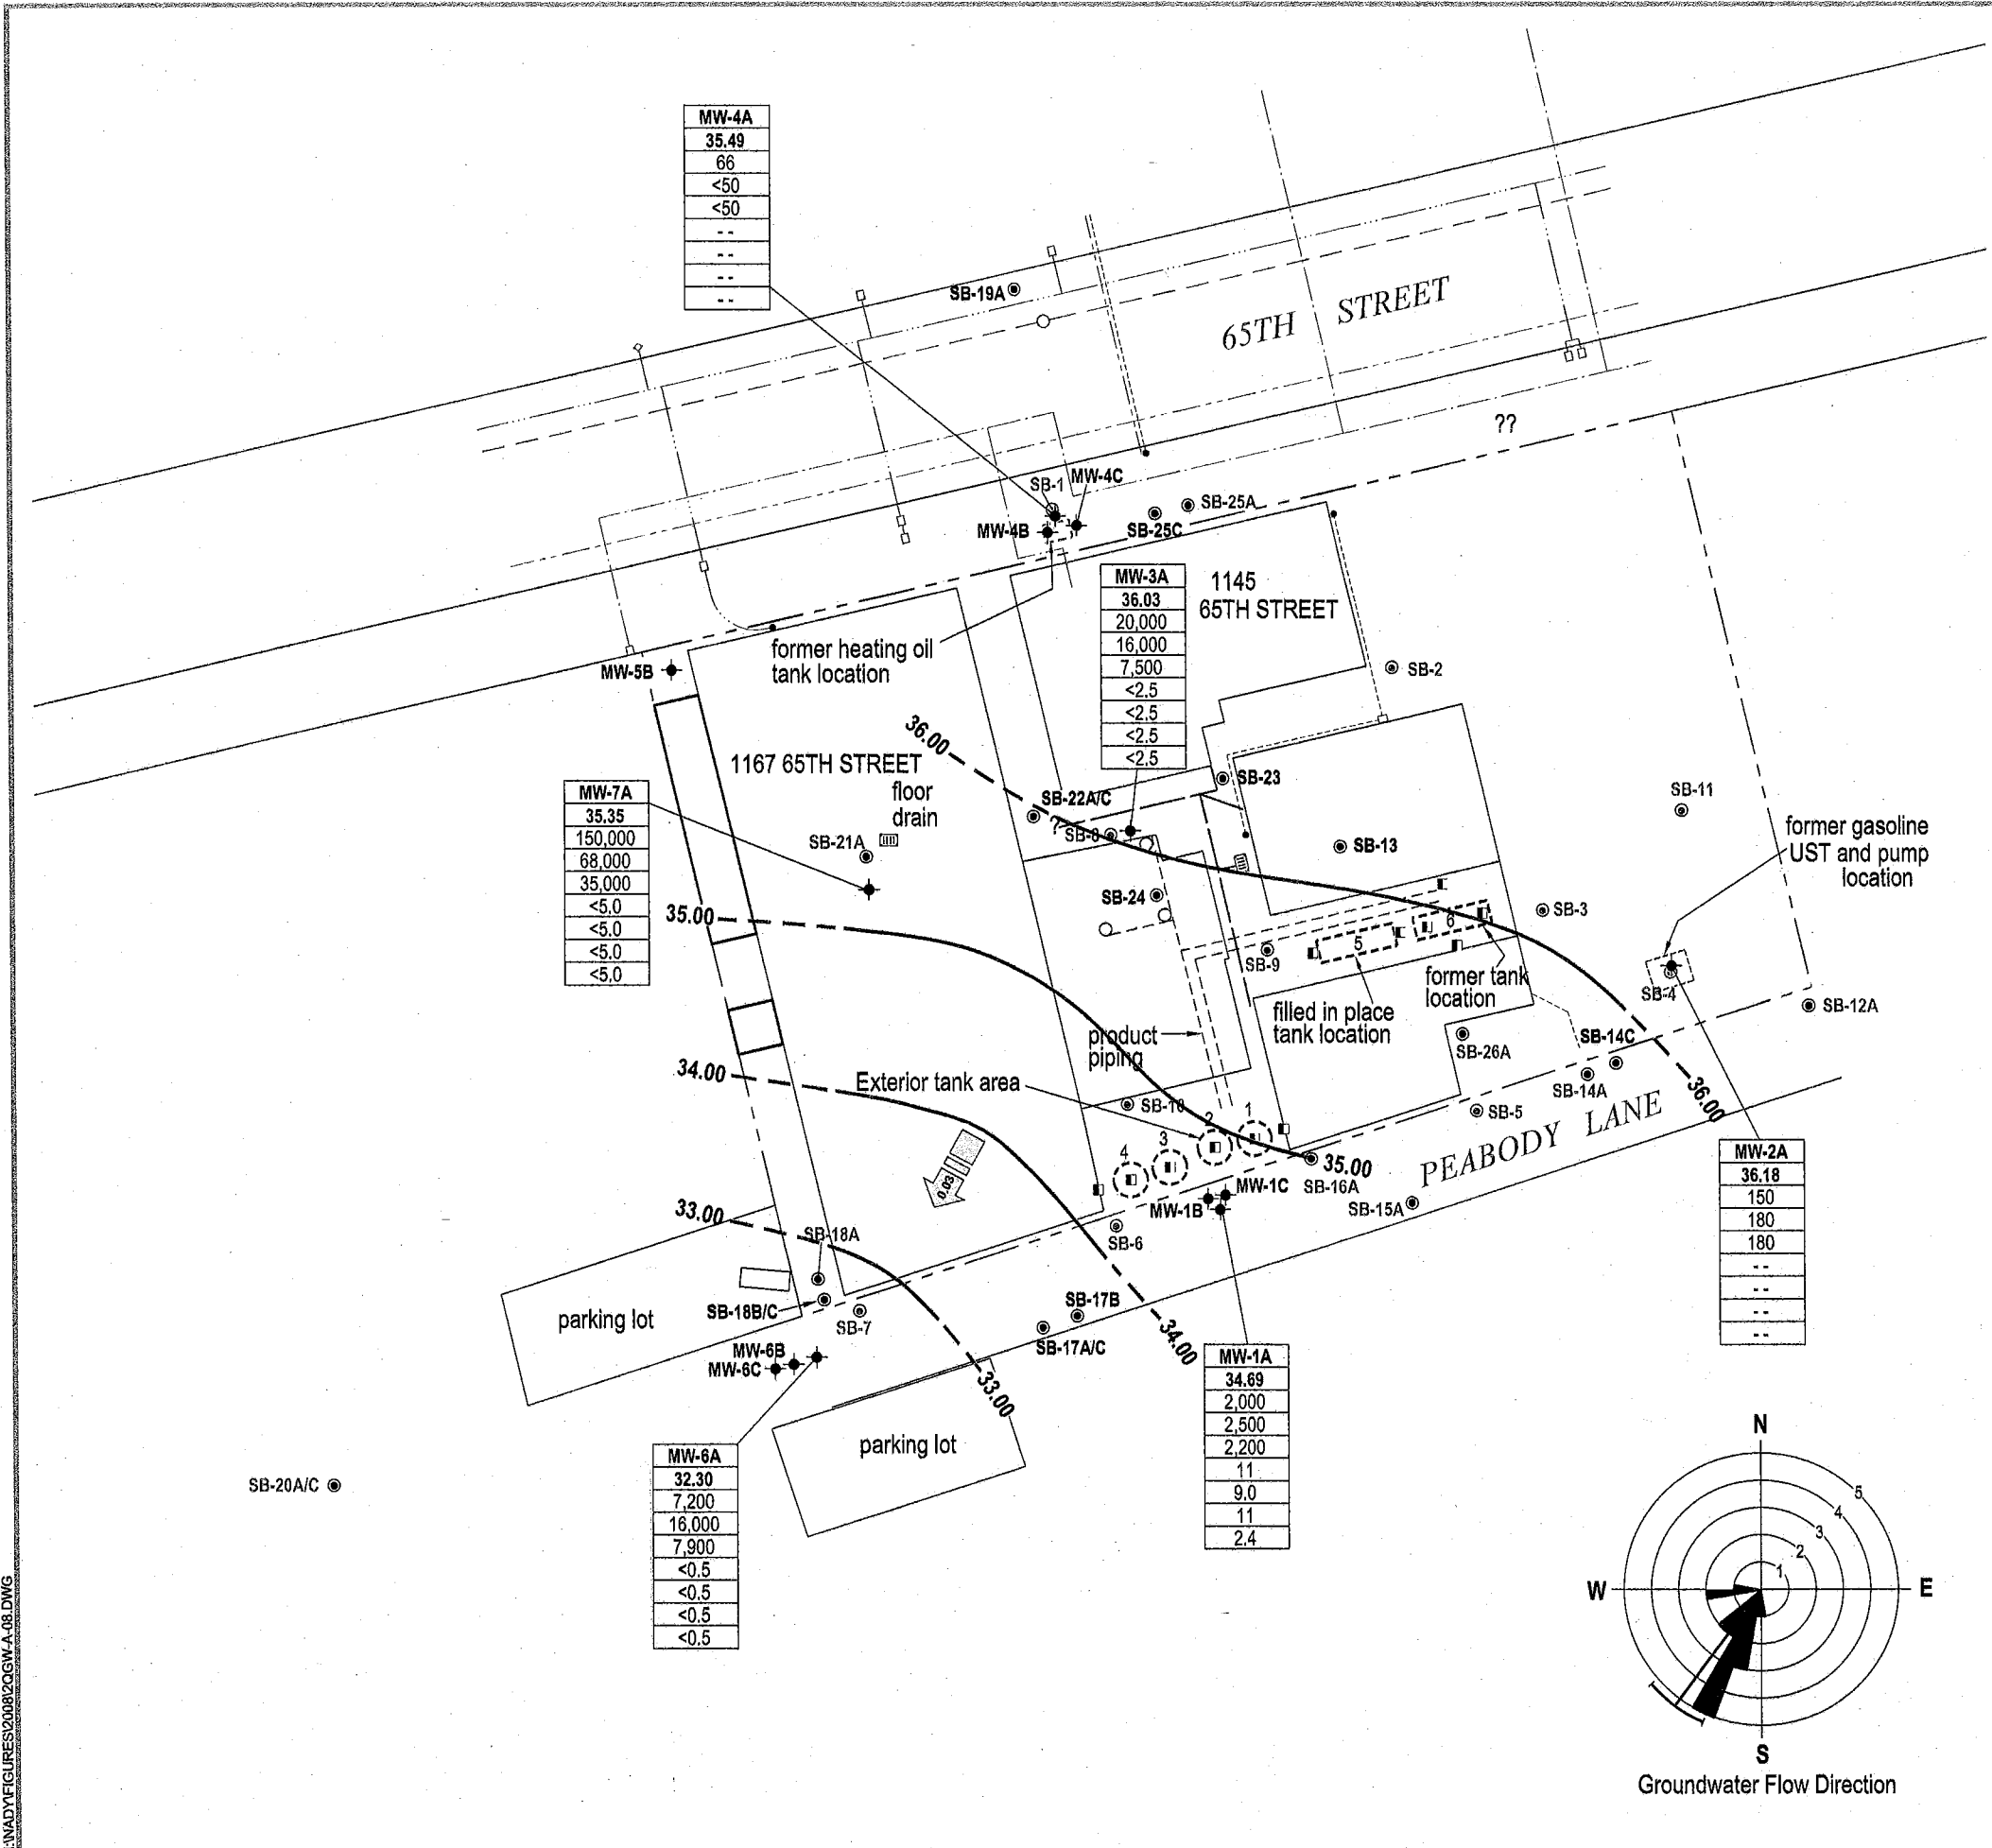 MW-4A
35.49
66
<50
<50
--
--
--
--
SB-19A
65TH STREET
??
SB-1
MW-4C
MW-4B
SB-25A
SB-25C
MW-3A
36.03
20,000
16,000
7,500
<2.5
<2.5
<2.5
<2.5
1145
65TH STREET
former heating oil
tank location
MW-5B
SB-2
36.00
1167 65TH STREET
floor
drain
SB-22A/C
SB-23
SB-11
MW-7A
35.35
150,000
68,000
35,000
<5.0
<5.0
<5.0
<5.0
SB-21A
?
SB-8
SB-13
former gasoline
UST and pump
location
SB-24
35.00
SB-3
5
6
SB-9
former tank
location
SB-4
SB-12A
filled in place
tank location
product
piping
SB-26A
SB-14C
SB-14A
34.00
Exterior tank area
SB-10
SB-5
36.00
1
2
3
4
PEABODY LANE
0.03
35.00
SB-16A
MW-1C
MW-1B
SB-15A
MW-2A
36.18
150
180
180
--
--
--
--
33.00
SB-18A
SB-6
parking lot
SB-18B/C
SB-7
SB-17B
SB-17A/C
34.00
MW-6B
MW-6C
33.00
MW-1A
34.69
2,000
2,500
2,200
11
9.0
11
2.4
parking lot
MW-6A
32.30
7,200
16,000
7,900
<0.5
<0.5
<0.5
<0.5
SB-20A/C
N
5
4
3
2
1
W
E
S
Groundwater Flow Direction
:\NADY\FIGURES\2008\2QGW-A-08.DWG